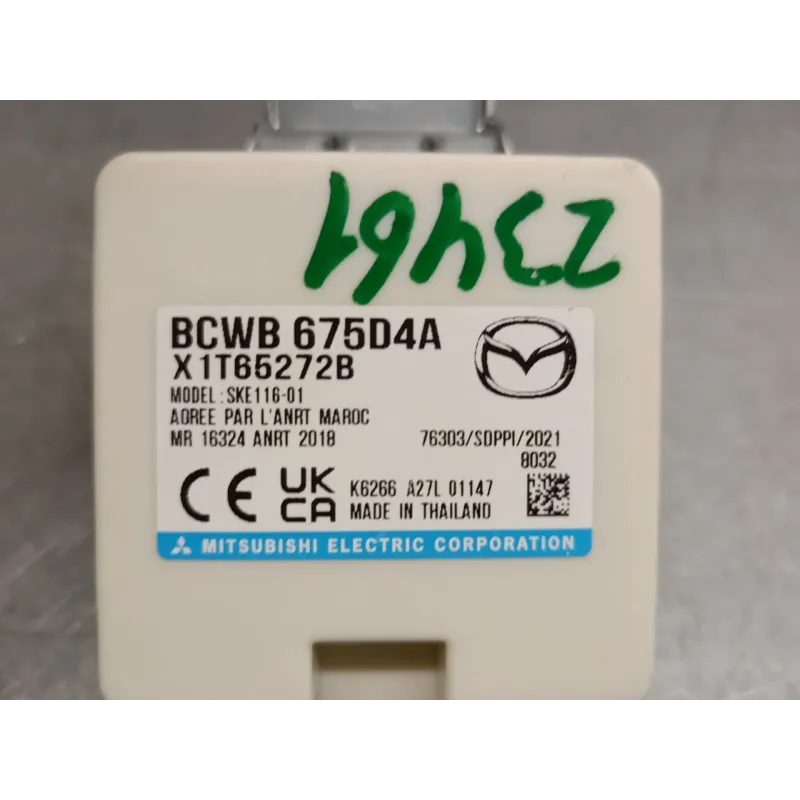 23461
BCWB 675D4A
X1T65272B
MODEL:SKE116-01
AGREE PAR L'ANRT MAROC
MR 16324 ANRT 2018 76303/SDPPI/2021
8032
CE UK CA K6266 A27L 01147
MADE IN THAILAND
MITSUBISHI ELECTRIC CORPORATION